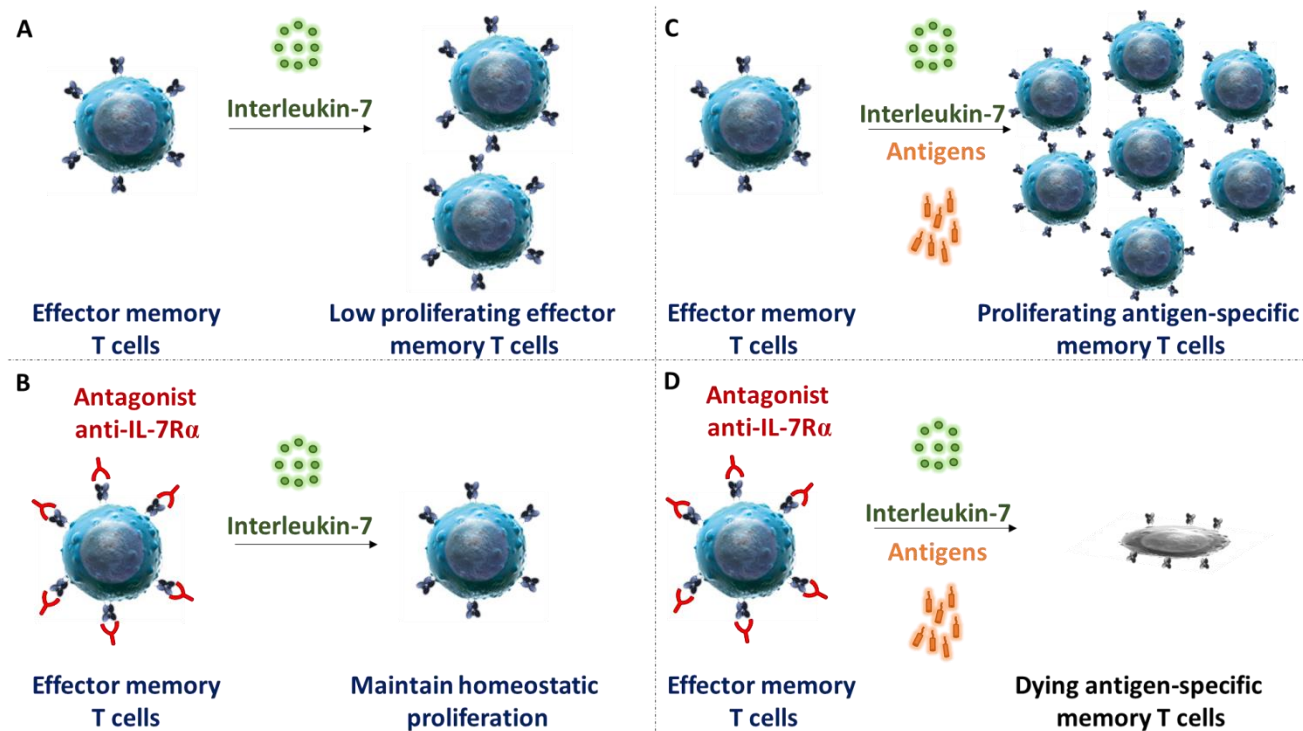 A
Interleukin-7
Effector memory
T cells
Low proliferating effector
memory T cells
B
Antagonist
anti-IL-7Rα
Interleukin-7
Effector memory
T cells
Maintain homeostatic
proliferation
C
Interleukin-7
Antigens
Effector memory
T cells
Proliferating antigen-specific
memory T cells
D
Antagonist
anti-IL-7Rα
Interleukin-7
Antigens
Effector memory
T cells
Dying antigen-specific
memory T cells